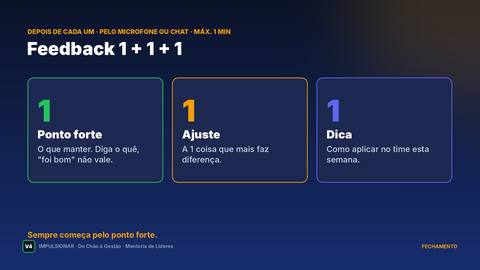 DEPOIS DE CADA UM · PELO MICROFONE OU CHAT · MÁX. 1 MIN
Feedback 1 + 1 + 1
1
Ponto forte
O que manter. Diga o quê,
"foi bom" não vale.
1
Ajuste
A 1 coisa que mais faz
diferença.
1
Dica
Como aplicar no time esta
semana.
Sempre começa pelo ponto forte.
V4
IMPULSIONAR · Do Chão à Gestão · Mentoria de Líderes
FECHAMENTO